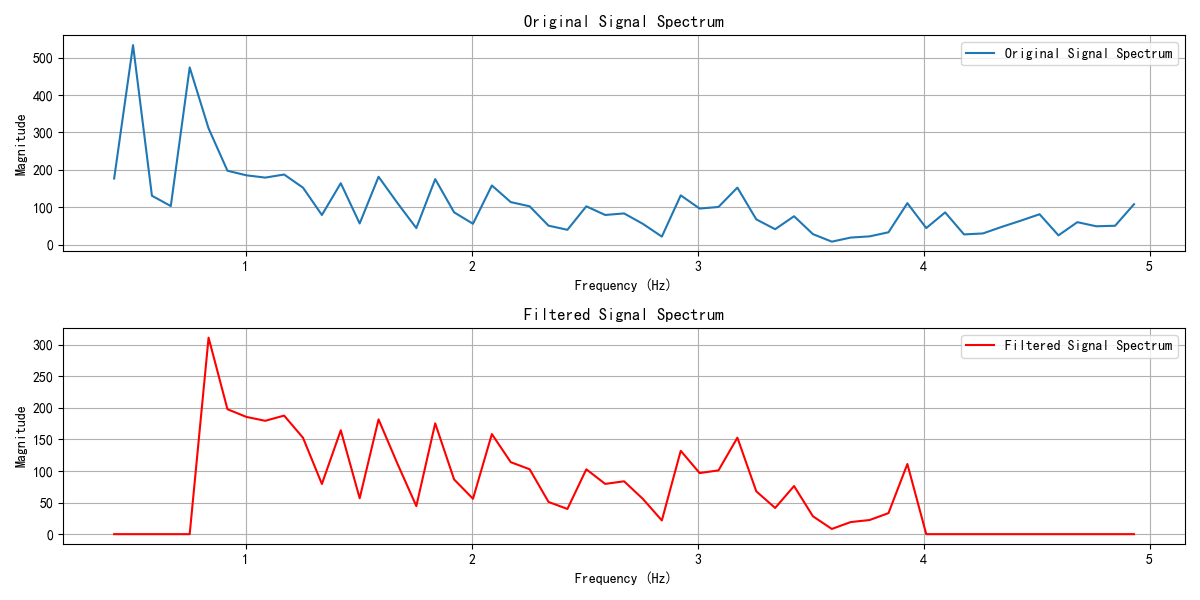 Original Signal Spectrum
Original Signal Spectrum
Magnitude
500
400
300
200
100
0
1 2 3 4 5
Frequency (Hz)
Filtered Signal Spectrum
Filtered Signal Spectrum
Magnitude
300
250
200
150
100
50
0
1 2 3 4 5
Frequency (Hz)